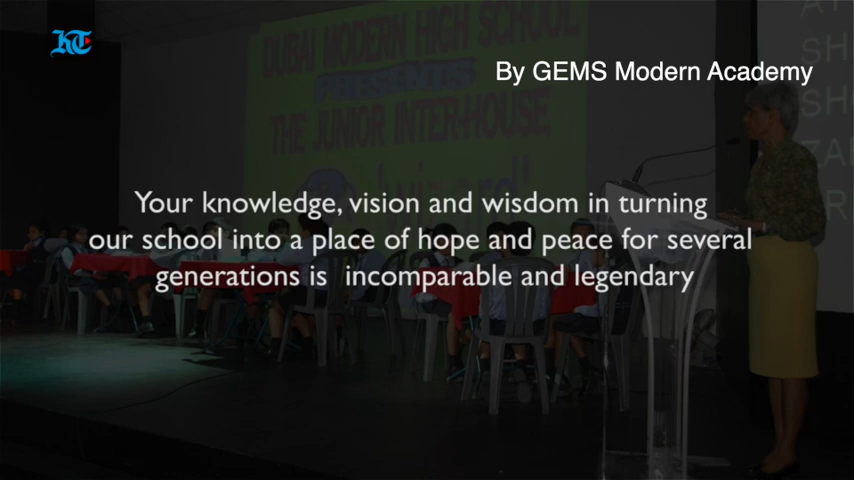 KT
By GEMS Modern Academy
DUBAI MODERN HIGH SCHOOL
PRESENTS
THE JUNIOR INTER-HOUSE
Your knowledge, vision and wisdom in turning
our school into a place of hope and peace for several
generations is incomparable and legendary